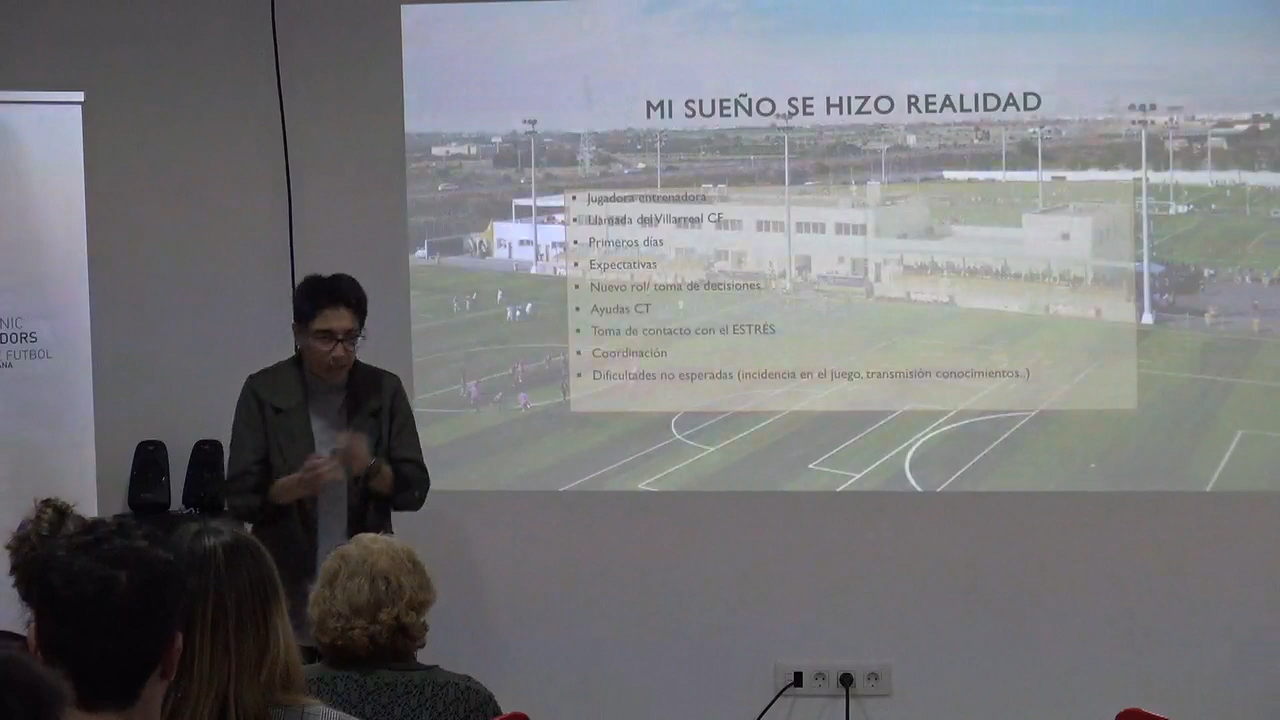 MI SUEÑO SE HIZO REALIDAD
Jugadora entrenadora
Llamada del Villarreal CF
Primeros días
Expectativas
Nuevo rol/ toma de decisiones
Ayudas CT
Toma de contacto con el ESTRÉS
Coordinación
Dificultades no esperadas (incidencia en el juego, transmisión conocimientos..)
NIC
DORS
E FUTBOL
ANA